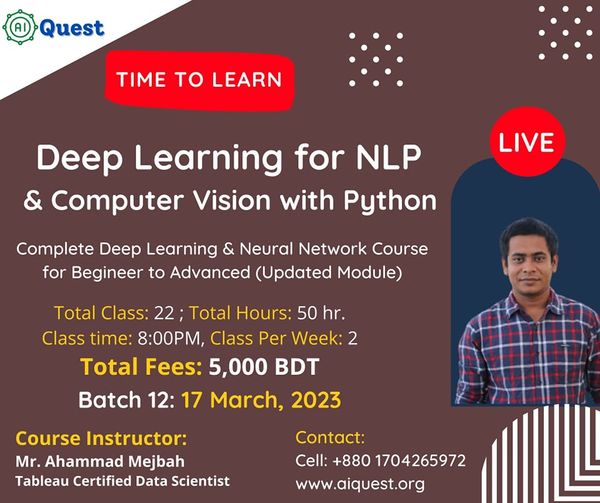 AI Quest
TIME TO LEARN
LIVE
Deep Learning for NLP
& Computer Vision with Python
Complete Deep Learning & Neural Network Course
for Begineer to Advanced (Updated Module)
Total Class: 22 ; Total Hours: 50 hr.
Class time: 8:00PM, Class Per Week: 2
Total Fees: 5,000 BDT
Batch 12: 17 March, 2023
Course Instructor:
Mr. Ahammad Mejbah
Tableau Certified Data Scientist
Contact:
Cell: +880 1704265972
www.aiquest.org